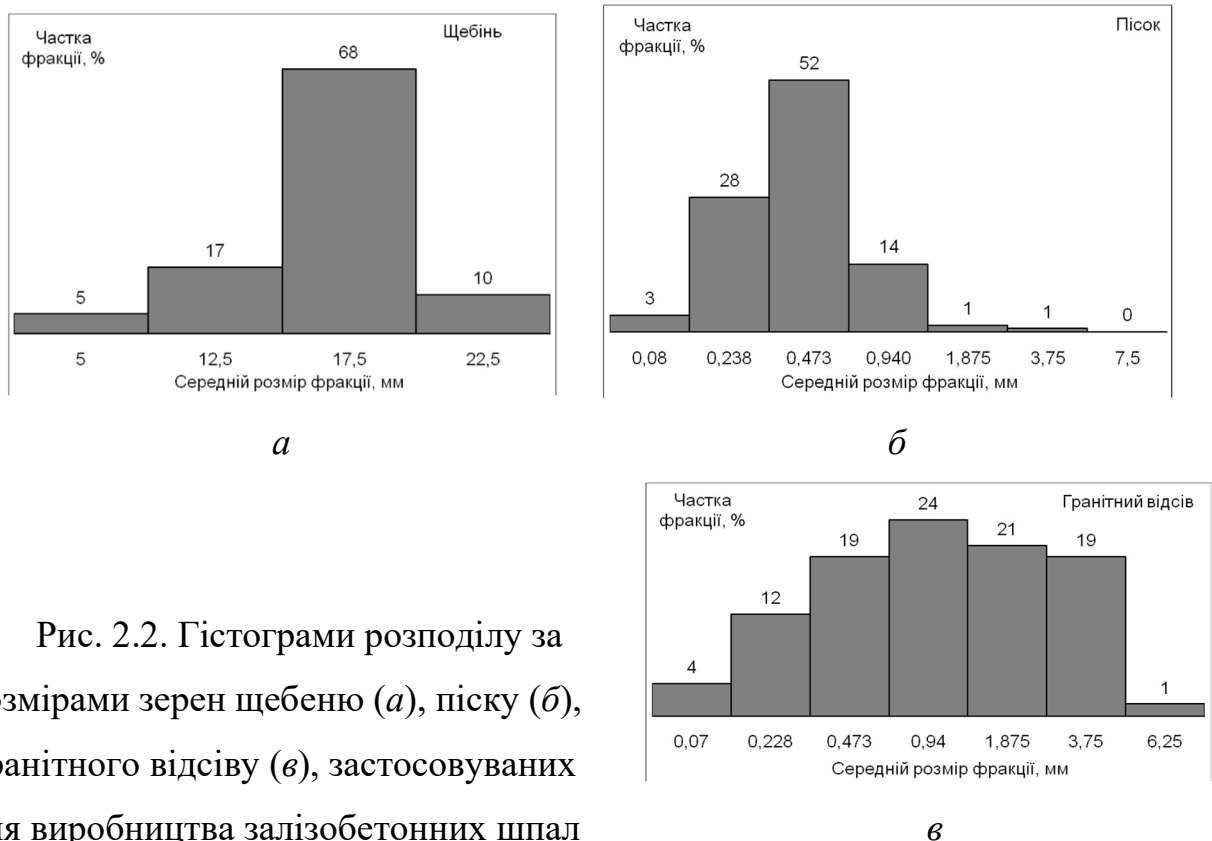 Частка
фракції, %
Щебінь
5
17
68
10
5 12,5 17,5 22,5
Середній розмір фракції, мм
а
Частка
фракції, %
Пісок
3
28
52
14
1
1
0
0,08 0,238 0,473 0,940 1,875 3,75 7,5
Середній розмір фракції, мм
б
Частка
фракції, %
Гранітний відсів
4
12
19
24
21
19
1
0,07 0,228 0,473 0,94 1,875 3,75 6,25
Середній розмір фракції, мм
в
Рис. 2.2. Гістограми розподілу за
озмірами зерен щебеню (а), піску (б),
ранітного відсіву (в), застосовуваних
ля виробництва залізобетонних шпал